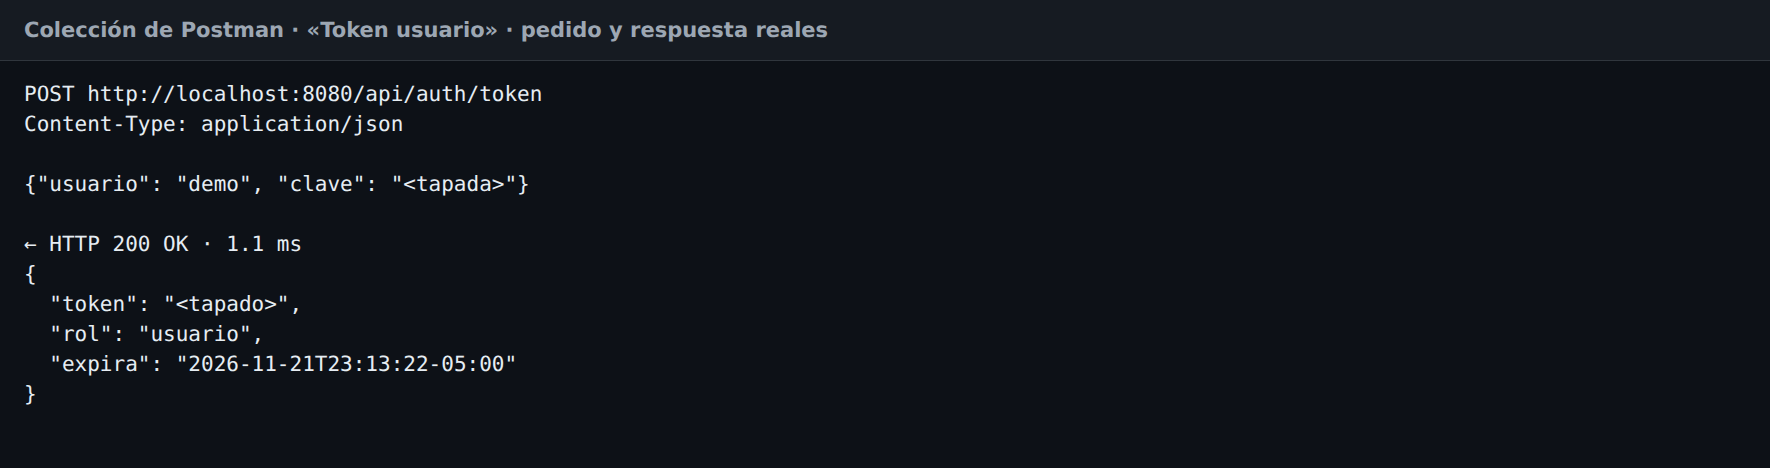 Colección de Postman · «Token usuario» · pedido y respuesta reales
POST http://localhost:8080/api/auth/token
Content-Type: application/json
{"usuario": "demo", "clave": "<tapada>"}
← HTTP 200 OK · 1.1 ms
{
  "token": "<tapado>",
  "rol": "usuario",
  "expira": "2026-11-21T23:13:22-05:00"
}